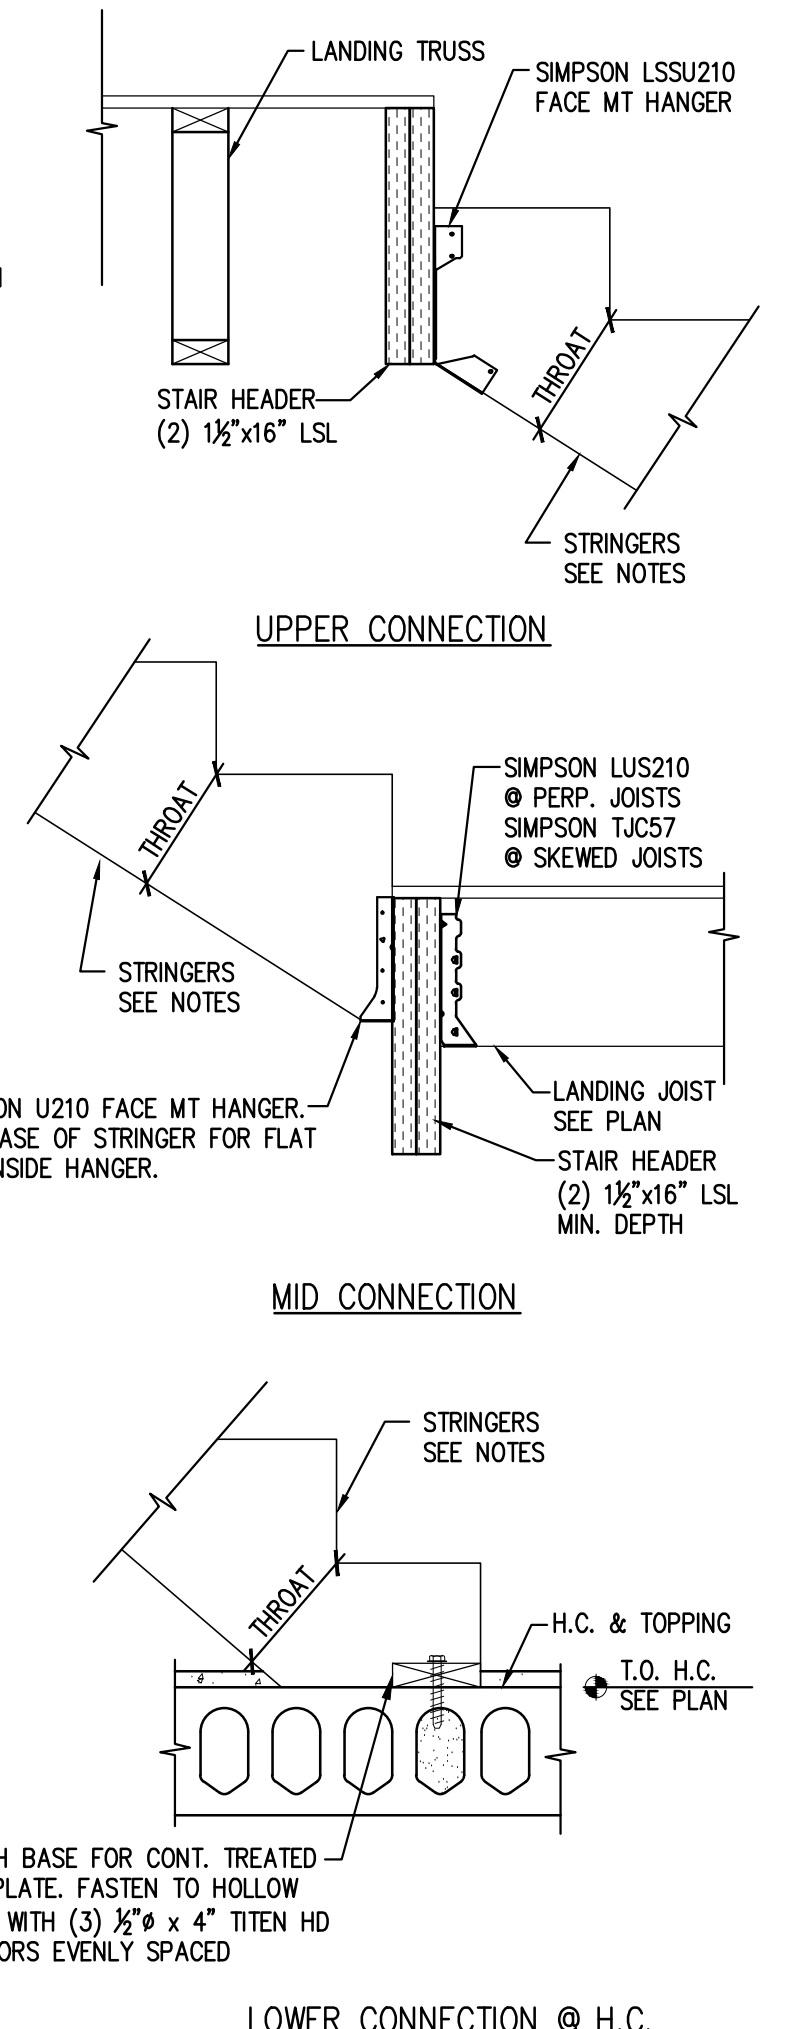 LANDING TRUSS
SIMPSON LSSU210
FACE MT HANGER
THROAT
STAIR HEADER
(2) 1½"x16" LSL
STRINGERS
SEE NOTES
UPPER CONNECTION
SIMPSON LUS210
@ PERP. JOISTS
SIMPSON TJC57
@ SKEWED JOISTS
THROAT
STRINGERS
SEE NOTES
U210 FACE MT HANGER.
OF STRINGER FOR FLAT
HANGER.
LANDING JOIST
SEE PLAN
STAIR HEADER
(2) 1½"x16" LSL
MIN. DEPTH
MID CONNECTION
STRINGERS
SEE NOTES
THROAT
H.C. & TOPPING
T.O. H.C.
SEE PLAN
BASE FOR CONT. TREATED
PLATE. FASTEN TO HOLLOW
WITH (3) ½"ø x 4" TITEN HD
EVENLY SPACED
LOWER CONNECTION @ H.C.